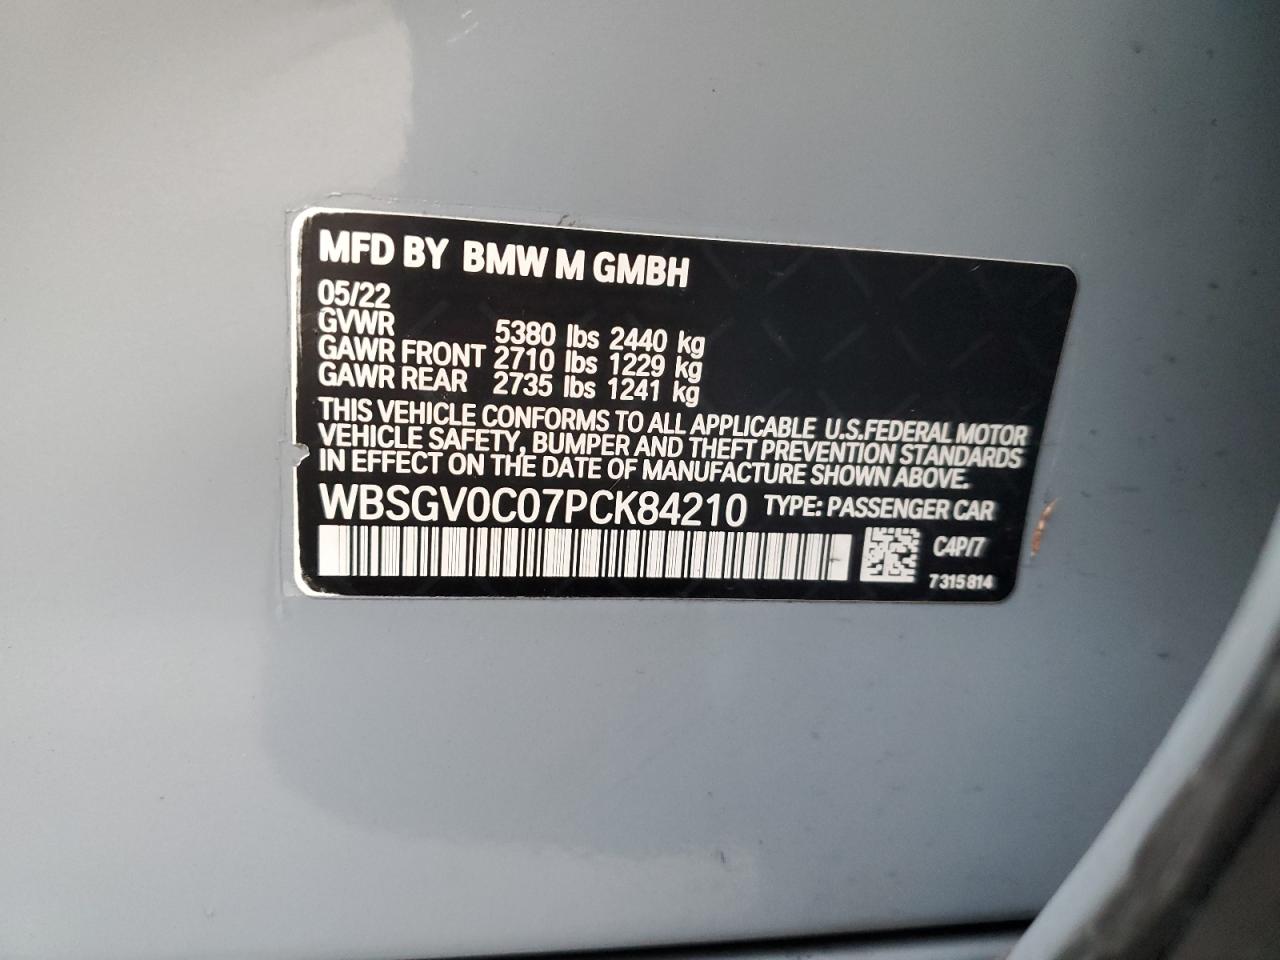 MFD BY BMW M GMBH
05/22
GVWR 5380 lbs 2440 kg
GAWR FRONT 2710 lbs 1229 kg
GAWR REAR 2735 lbs 1241 kg
THIS VEHICLE CONFORMS TO ALL APPLICABLE U.S.FEDERAL MOTOR
VEHICLE SAFETY, BUMPER AND THEFT PREVENTION STANDARDS
IN EFFECT ON THE DATE OF MANUFACTURE SHOWN ABOVE.
WBSGV0C07PCK84210 TYPE: PASSENGER CAR
C4P/7
7315814